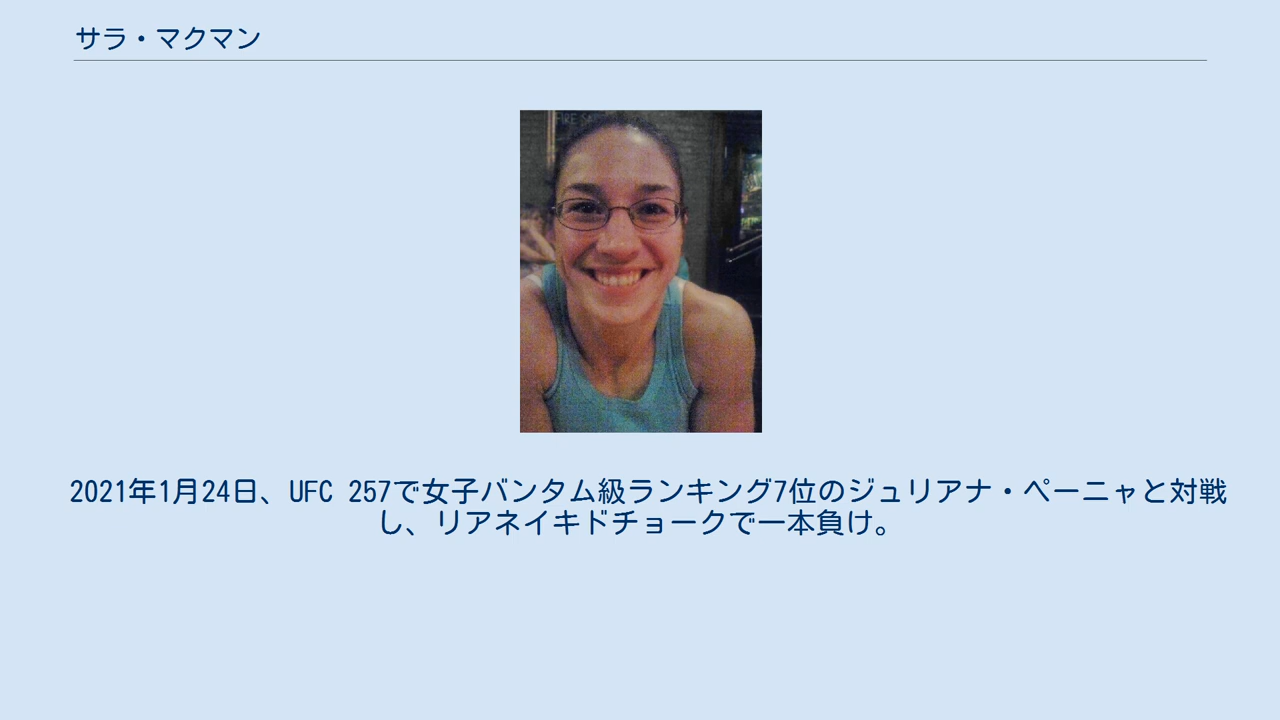 サラ・マクマン
2021年1月24日、UFC 257で女子バンタム級ランキング7位のジュリアナ・ペーニャと対戦
し、リアネイキドチョークで一本負け。